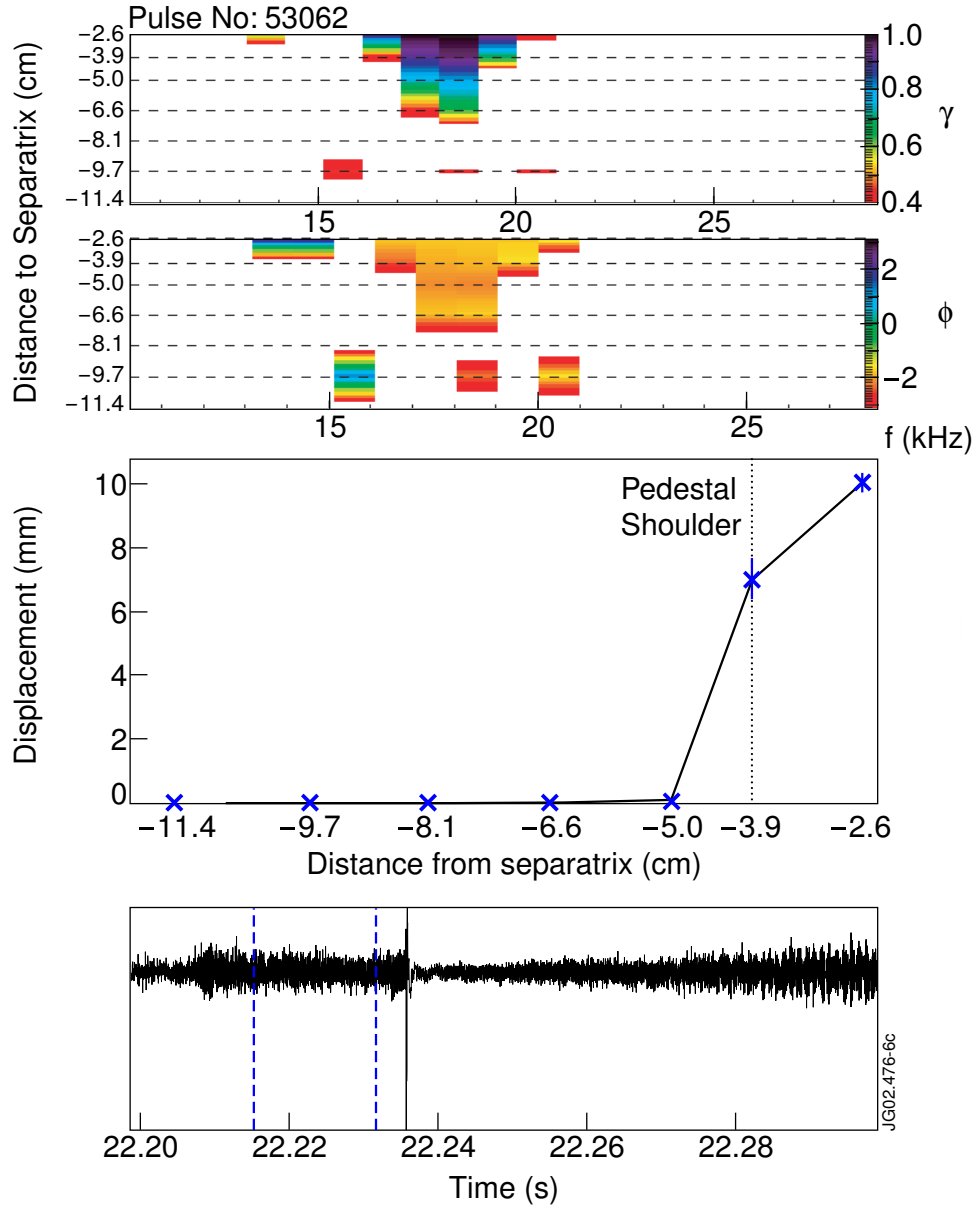 Pulse No: 53062
Distance to Separatrix (cm)
−2.6
−3.9
−5.0
−6.6
−8.1
−9.7
−11.4
15 20 25
1.0
0.8
0.6
0.4
γ
−2.6
−3.9
−5.0
−6.6
−8.1
−9.7
−11.4
15 20 25
2
0
−2
ϕ
f (kHz)
Displacement (mm)
10
8
6
4
2
0
Pedestal
Shoulder
−11.4 −9.7 −8.1 −6.6 −5.0 −3.9 −2.6
Distance from separatrix (cm)
JG02.476-6c
22.20 22.22 22.24 22.26 22.28
Time (s)